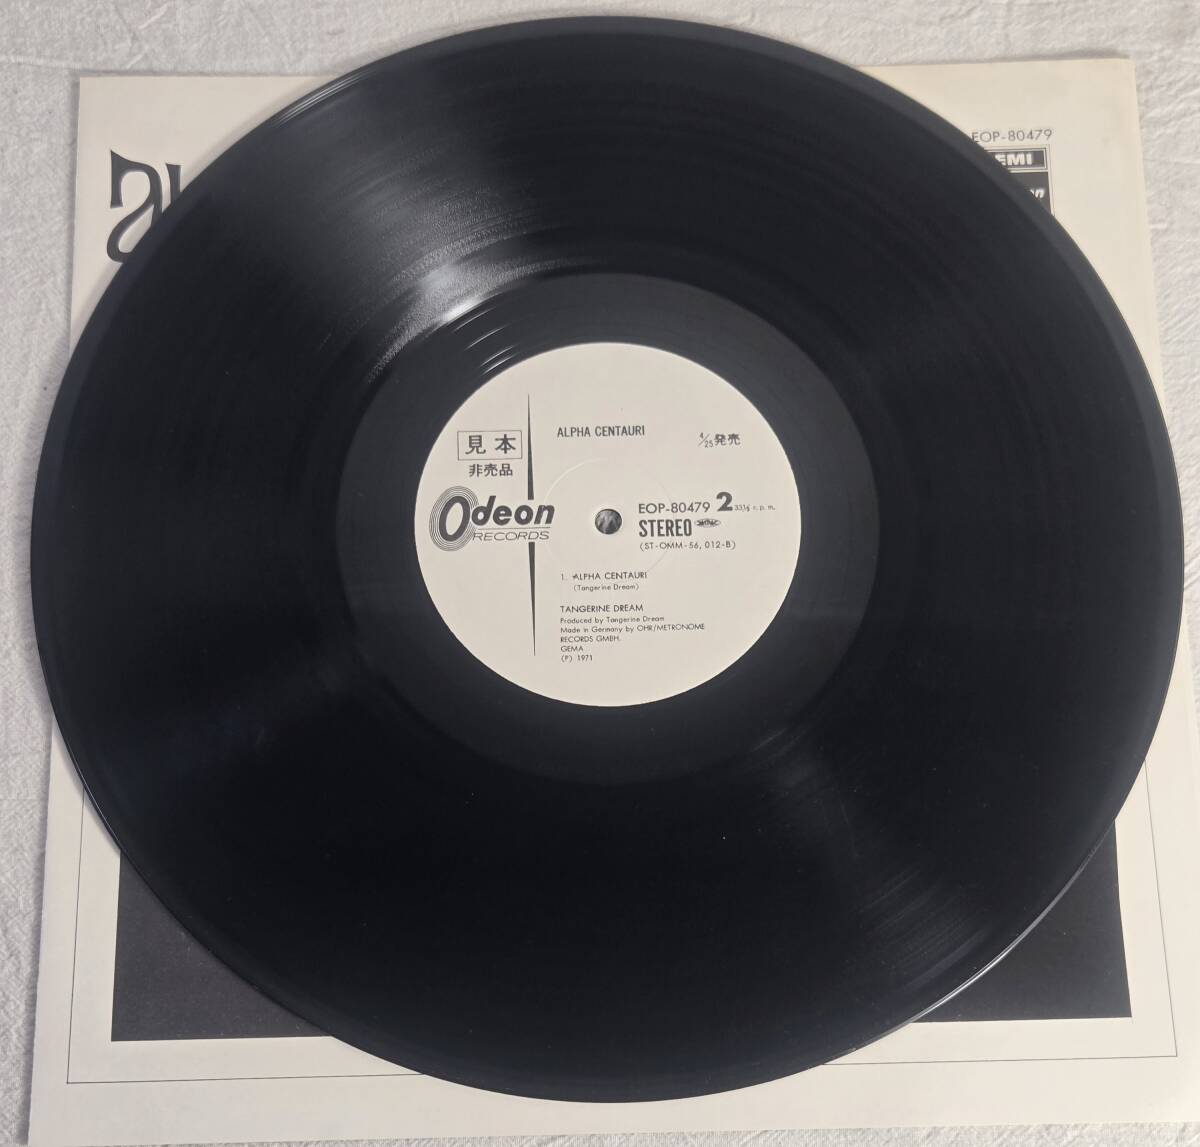 EOP-80479
EMI
見本
非売品
ALPHA CENTAURI
4/25発売
Odeon
RECORDS
EOP-80479 2 33⅓ r.p.m.
STEREO
(ST-OMM-56, 012-B)
1. ALPHA CENTAURI
(Tangerine Dream)
TANGERINE DREAM
Produced by Tangerine Dream
Made in Germany by OHR/METRONOME
RECORDS GMBH.
GEMA
(P) 1971